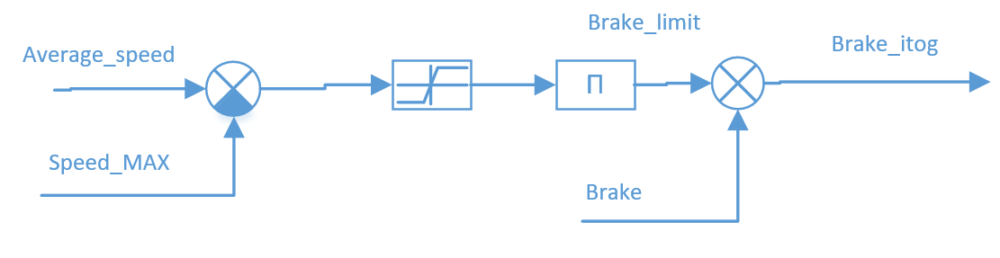 Brake_limit
Average_speed
Brake_itog
П
Speed_MAX
Brake